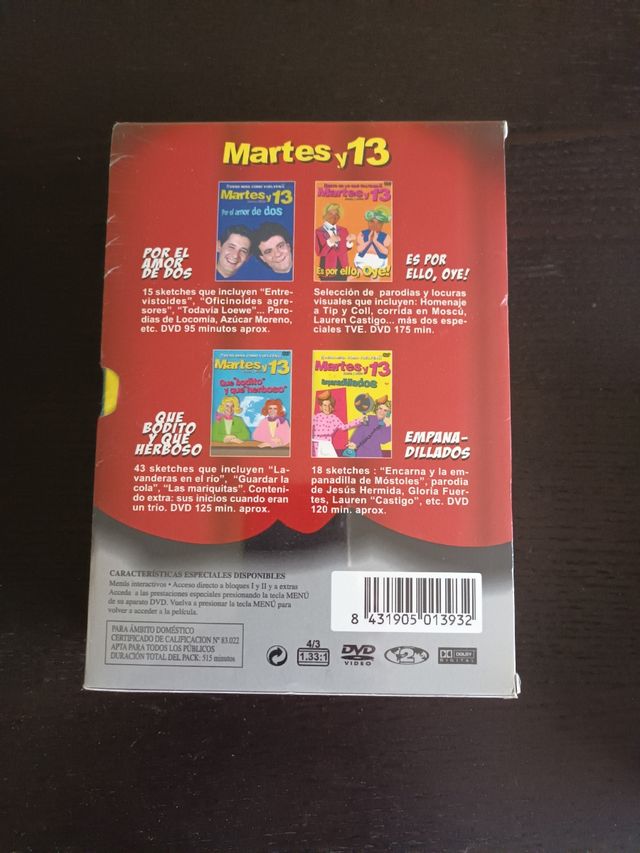 Martes y 13
TODOS ELLOS COMO CABALLEROS
Martes y 13
Por el amor de dos
POR EL
AMOR
DE DOS
15 sketches que incluyen “Entre-
vistoides”, “Oficinoides agre-
sores”, “Todavía Loewe”... Paro-
dias de Locomía, Azúcar Moreno,
etc. DVD 95 minutos aprox.
Martes y 13
Es por ello, Oye!
ES POR
ELLO, OYE!
Selección de parodias y locuras
visuales que incluyen: Homenaje
a Tip y Coll, corrida en Moscú,
Lauren Castigo... más dos espe-
ciales TVE. DVD 175 min.
Martes y 13
Que "bodito"
y que "herboso"
QUE
BODITO
Y QUE
HERBOSO
43 sketches que incluyen “La-
vanderas en el río”, “Guardar la
cola”, “Las mariquitas”. Conteni-
do extra: sus inicios cuando eran
un trío. DVD 125 min. aprox.
Martes y 13
Empanadillados
EMPANA-
DILLADOS
18 sketches : “Encarna y la em-
panadilla de Móstoles”, parodia
de Jesús Hermida, Gloria Fuer-
tes, Lauren “Castigo”, etc. DVD
120 min. aprox.
CARACTERÍSTICAS ESPECIALES DISPONIBLES
Menús interactivos • Acceso directo a bloques I y II y a extras
Acceda a las prestaciones especiales presionando la tecla MENÚ
de su aparato DVD. Vuelva a presionar la tecla MENÚ para
volver a acceder a la película.
PARA ÁMBITO DOMÉSTICO
CERTIFICADO DE CALIFICACION Nº 83.022
APTA PARA TODOS LOS PÚBLICOS
DURACIÓN TOTAL DEL PACK: 515 minutos
4/3
1.33:1
DVD
VIDEO
2
DOLBY
DIGITAL
8 431905 013932